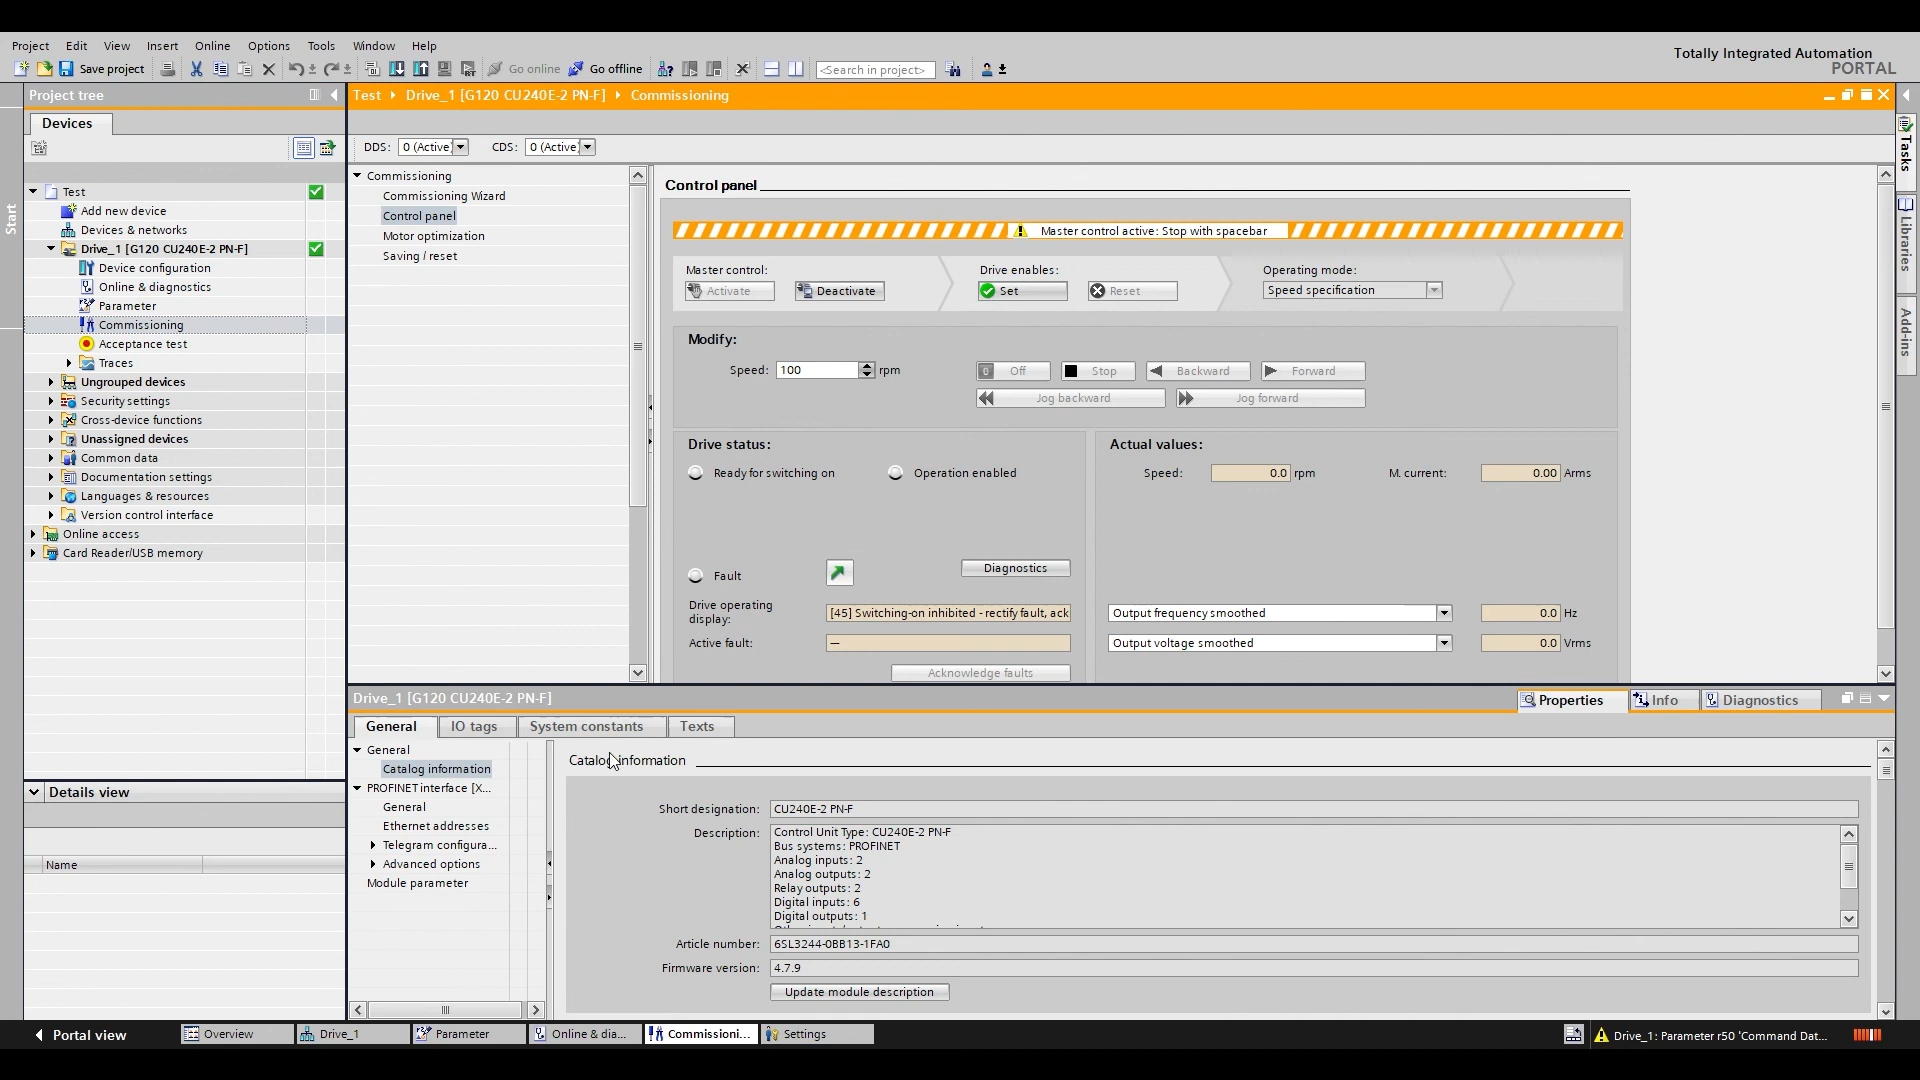 Project Edit View Insert Online Options Tools Window Help
Totally Integrated Automation
PORTAL
Save project
Go online
Go offline
<Search in project>
Project tree
Test
Drive_1 [G120 CU240E-2 PN-F]
Commissioning
Devices
DDS:
0 (Active)
CDS:
0 (Active)
Start
Test
Add new device
Devices & networks
Drive_1 [G120 CU240E-2 PN-F]
Device configuration
Online & diagnostics
Parameter
Commissioning
Acceptance test
Traces
Ungrouped devices
Security settings
Cross-device functions
Unassigned devices
Common data
Documentation settings
Languages & resources
Version control interface
Online access
Card Reader/USB memory
Commissioning
Commissioning Wizard
Control panel
Motor optimization
Saving / reset
Control panel
Master control active: Stop with spacebar
Master control:
Activate
Deactivate
Drive enables:
Set
Reset
Operating mode:
Speed specification
Modify:
Speed:
100
rpm
Off
Stop
Backward
Forward
Jog backward
Jog forward
Drive status:
Ready for switching on
Operation enabled
Fault
Diagnostics
Drive operating
display:
[45] Switching-on inhibited - rectify fault, ack
Active fault:
—
Acknowledge faults
Actual values:
Speed:
0.0 rpm
M. current:
0.00 Arms
Output frequency smoothed
0.0 Hz
Output voltage smoothed
0.0 Vrms
Tasks
Libraries
Add-ins
Drive_1 [G120 CU240E-2 PN-F]
Properties
Info
Diagnostics
General
IO tags
System constants
Texts
General
Catalog information
PROFINET interface [X...
General
Ethernet addresses
Telegram configura...
Advanced options
Module parameter
Catalog information
Short designation:
CU240E-2 PN-F
Description:
Control Unit Type: CU240E-2 PN-F
Bus systems: PROFINET
Analog inputs: 2
Analog outputs: 2
Relay outputs: 2
Digital inputs: 6
Digital outputs: 1
Article number:
6SL3244-0BB13-1FA0
Firmware version:
4.7.9
Update module description
Details view
Name
Portal view
Overview
Drive_1
Parameter
Online & dia...
Commissioni...
Settings
Drive_1: Parameter r50 'Command Dat...